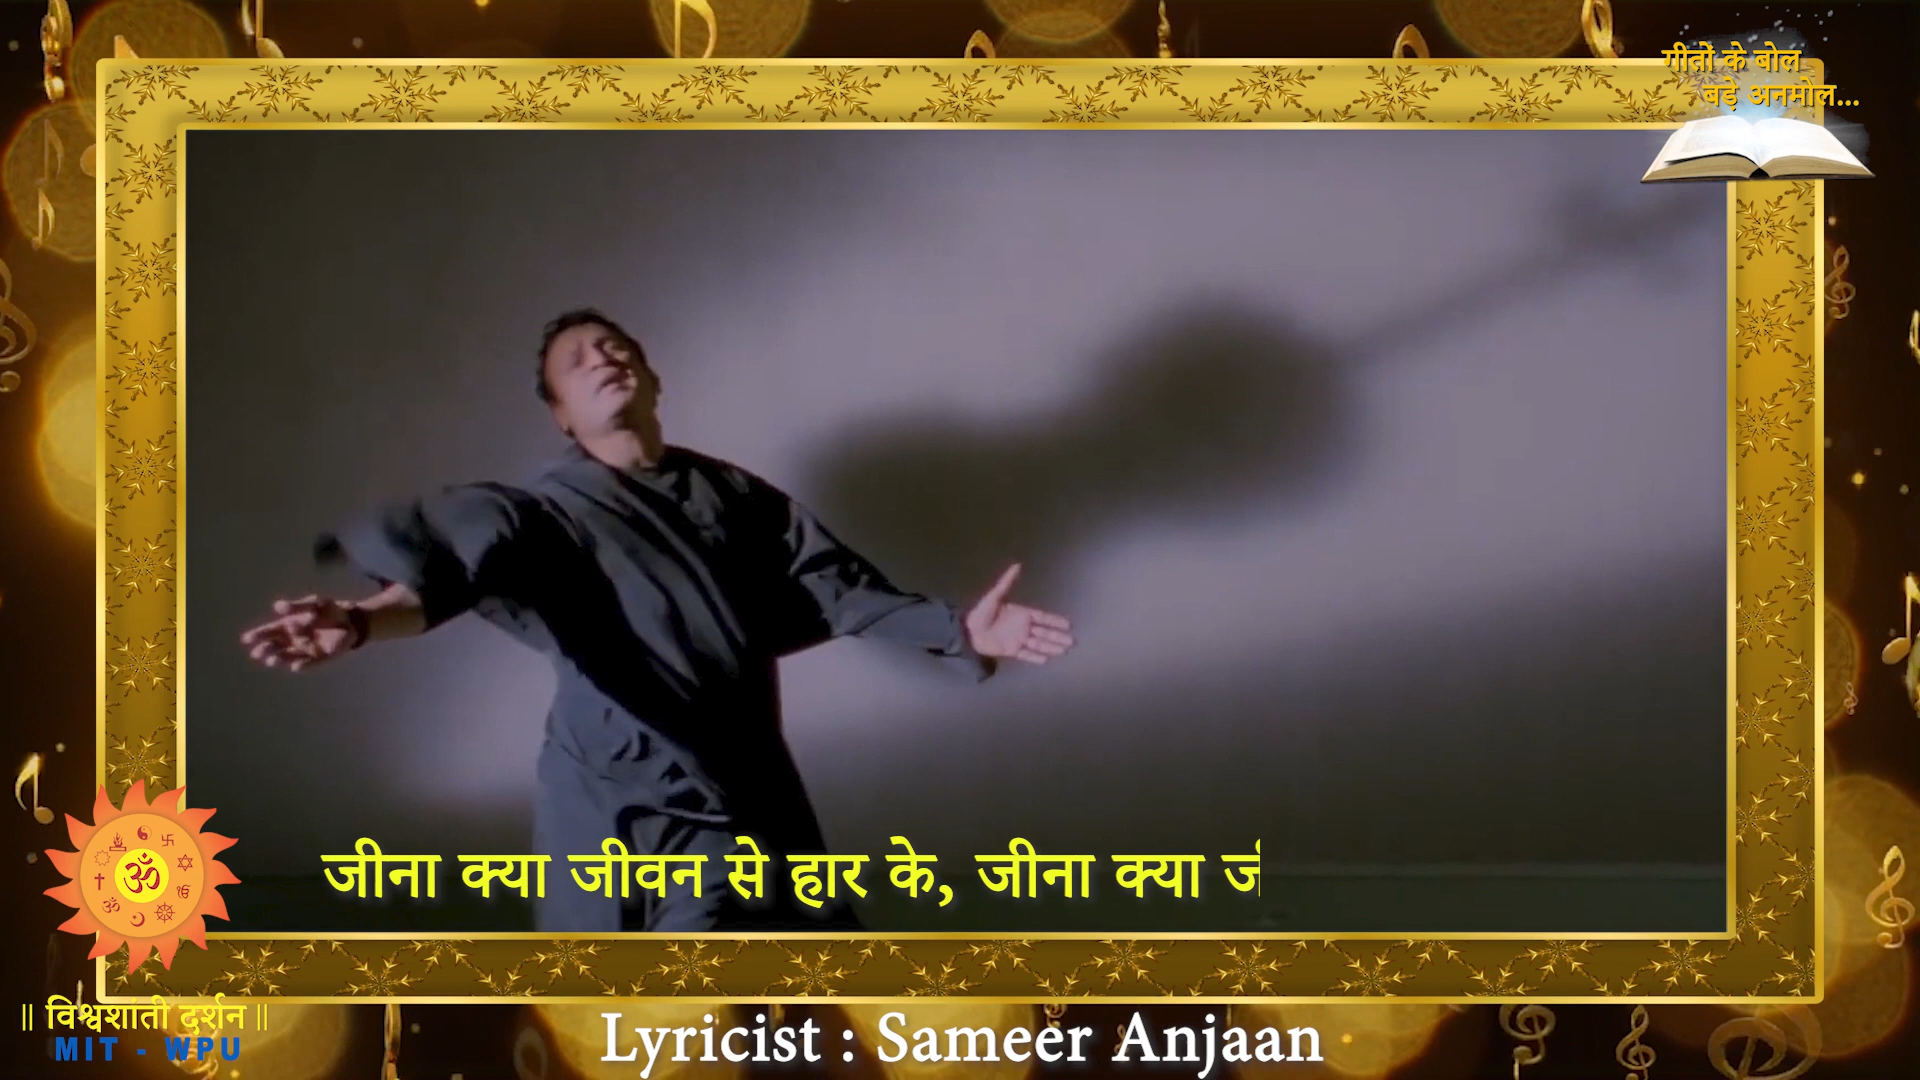 गीतों के बोल
बड़े अनमोल...
जीना क्या जीवन से हार के, जीना क्या
|| विश्वशांती दर्शन ||
MIT - WPU
Lyricist : Sameer Anjaan